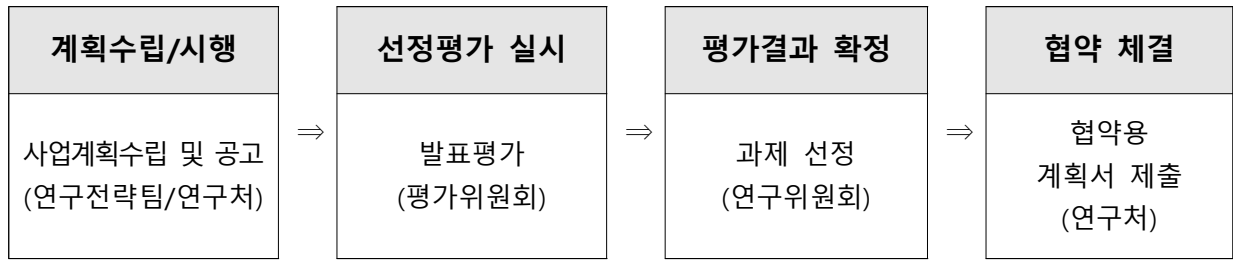 계획수립/시행
사업계획수립 및 공고
(연구전략팀/연구처)
⇒
선정평가 실시
발표평가
(평가위원회)
⇒
평가결과 확정
과제 선정
(연구위원회)
⇒
협약 체결
협약용
계획서 제출
(연구처)